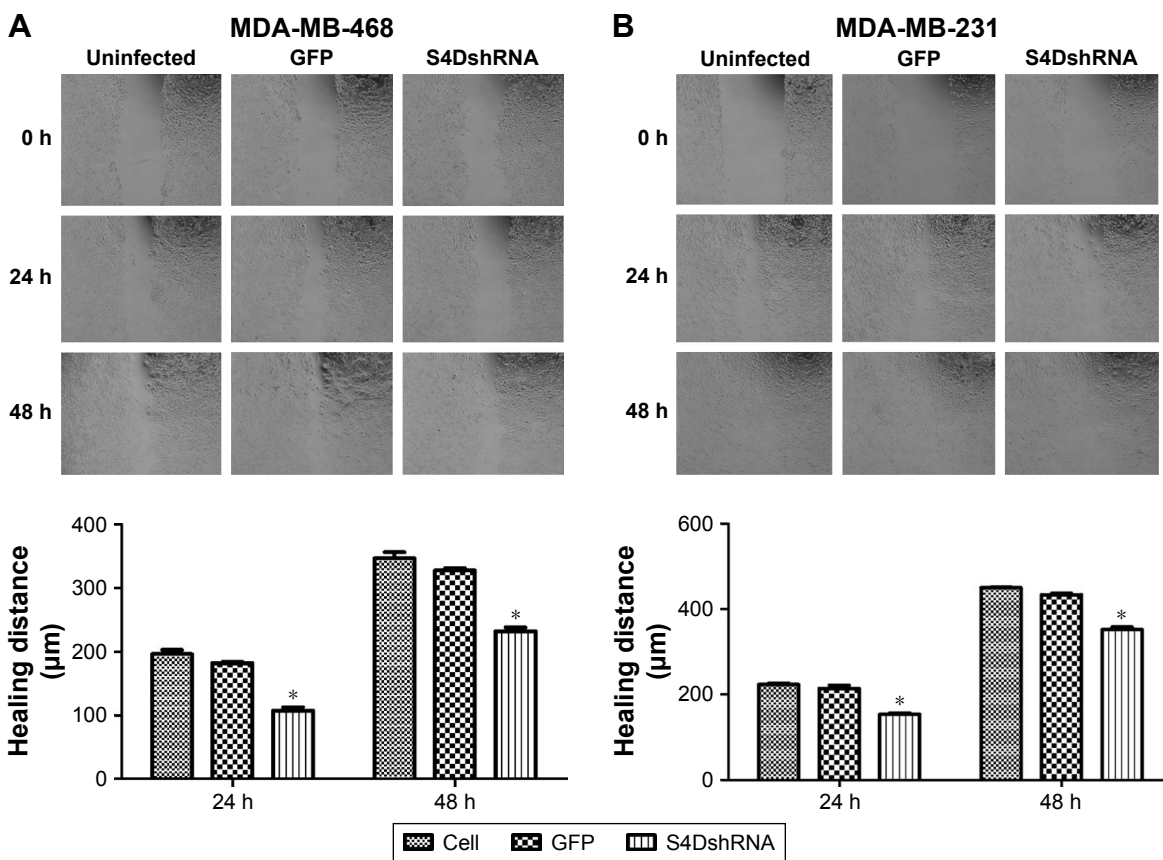 A
MDA-MB-468
Uninfected GFP S4DshRNA
0 h
24 h
48 h
Healing distance
(µm)
400
300
200
100
0
*
*
24 h 48 h
B
MDA-MB-231
Uninfected GFP S4DshRNA
0 h
24 h
48 h
Healing distance
(µm)
600
400
200
0
*
*
24 h 48 h
Cell GFP S4DshRNA